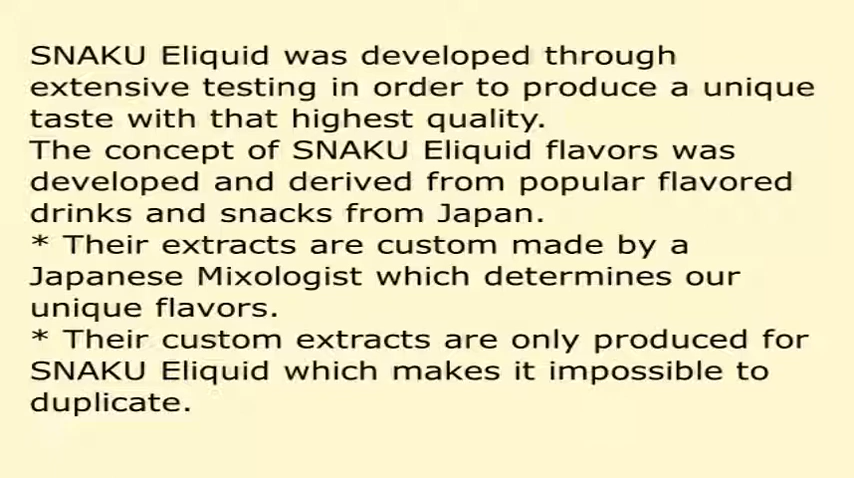 SNAKU Eliquid was developed through
extensive testing in order to produce a unique
taste with that highest quality.
The concept of SNAKU Eliquid flavors was
developed and derived from popular flavored
drinks and snacks from Japan.
* Their extracts are custom made by a
Japanese Mixologist which determines our
unique flavors.
* Their custom extracts are only produced for
SNAKU Eliquid which makes it impossible to
duplicate.